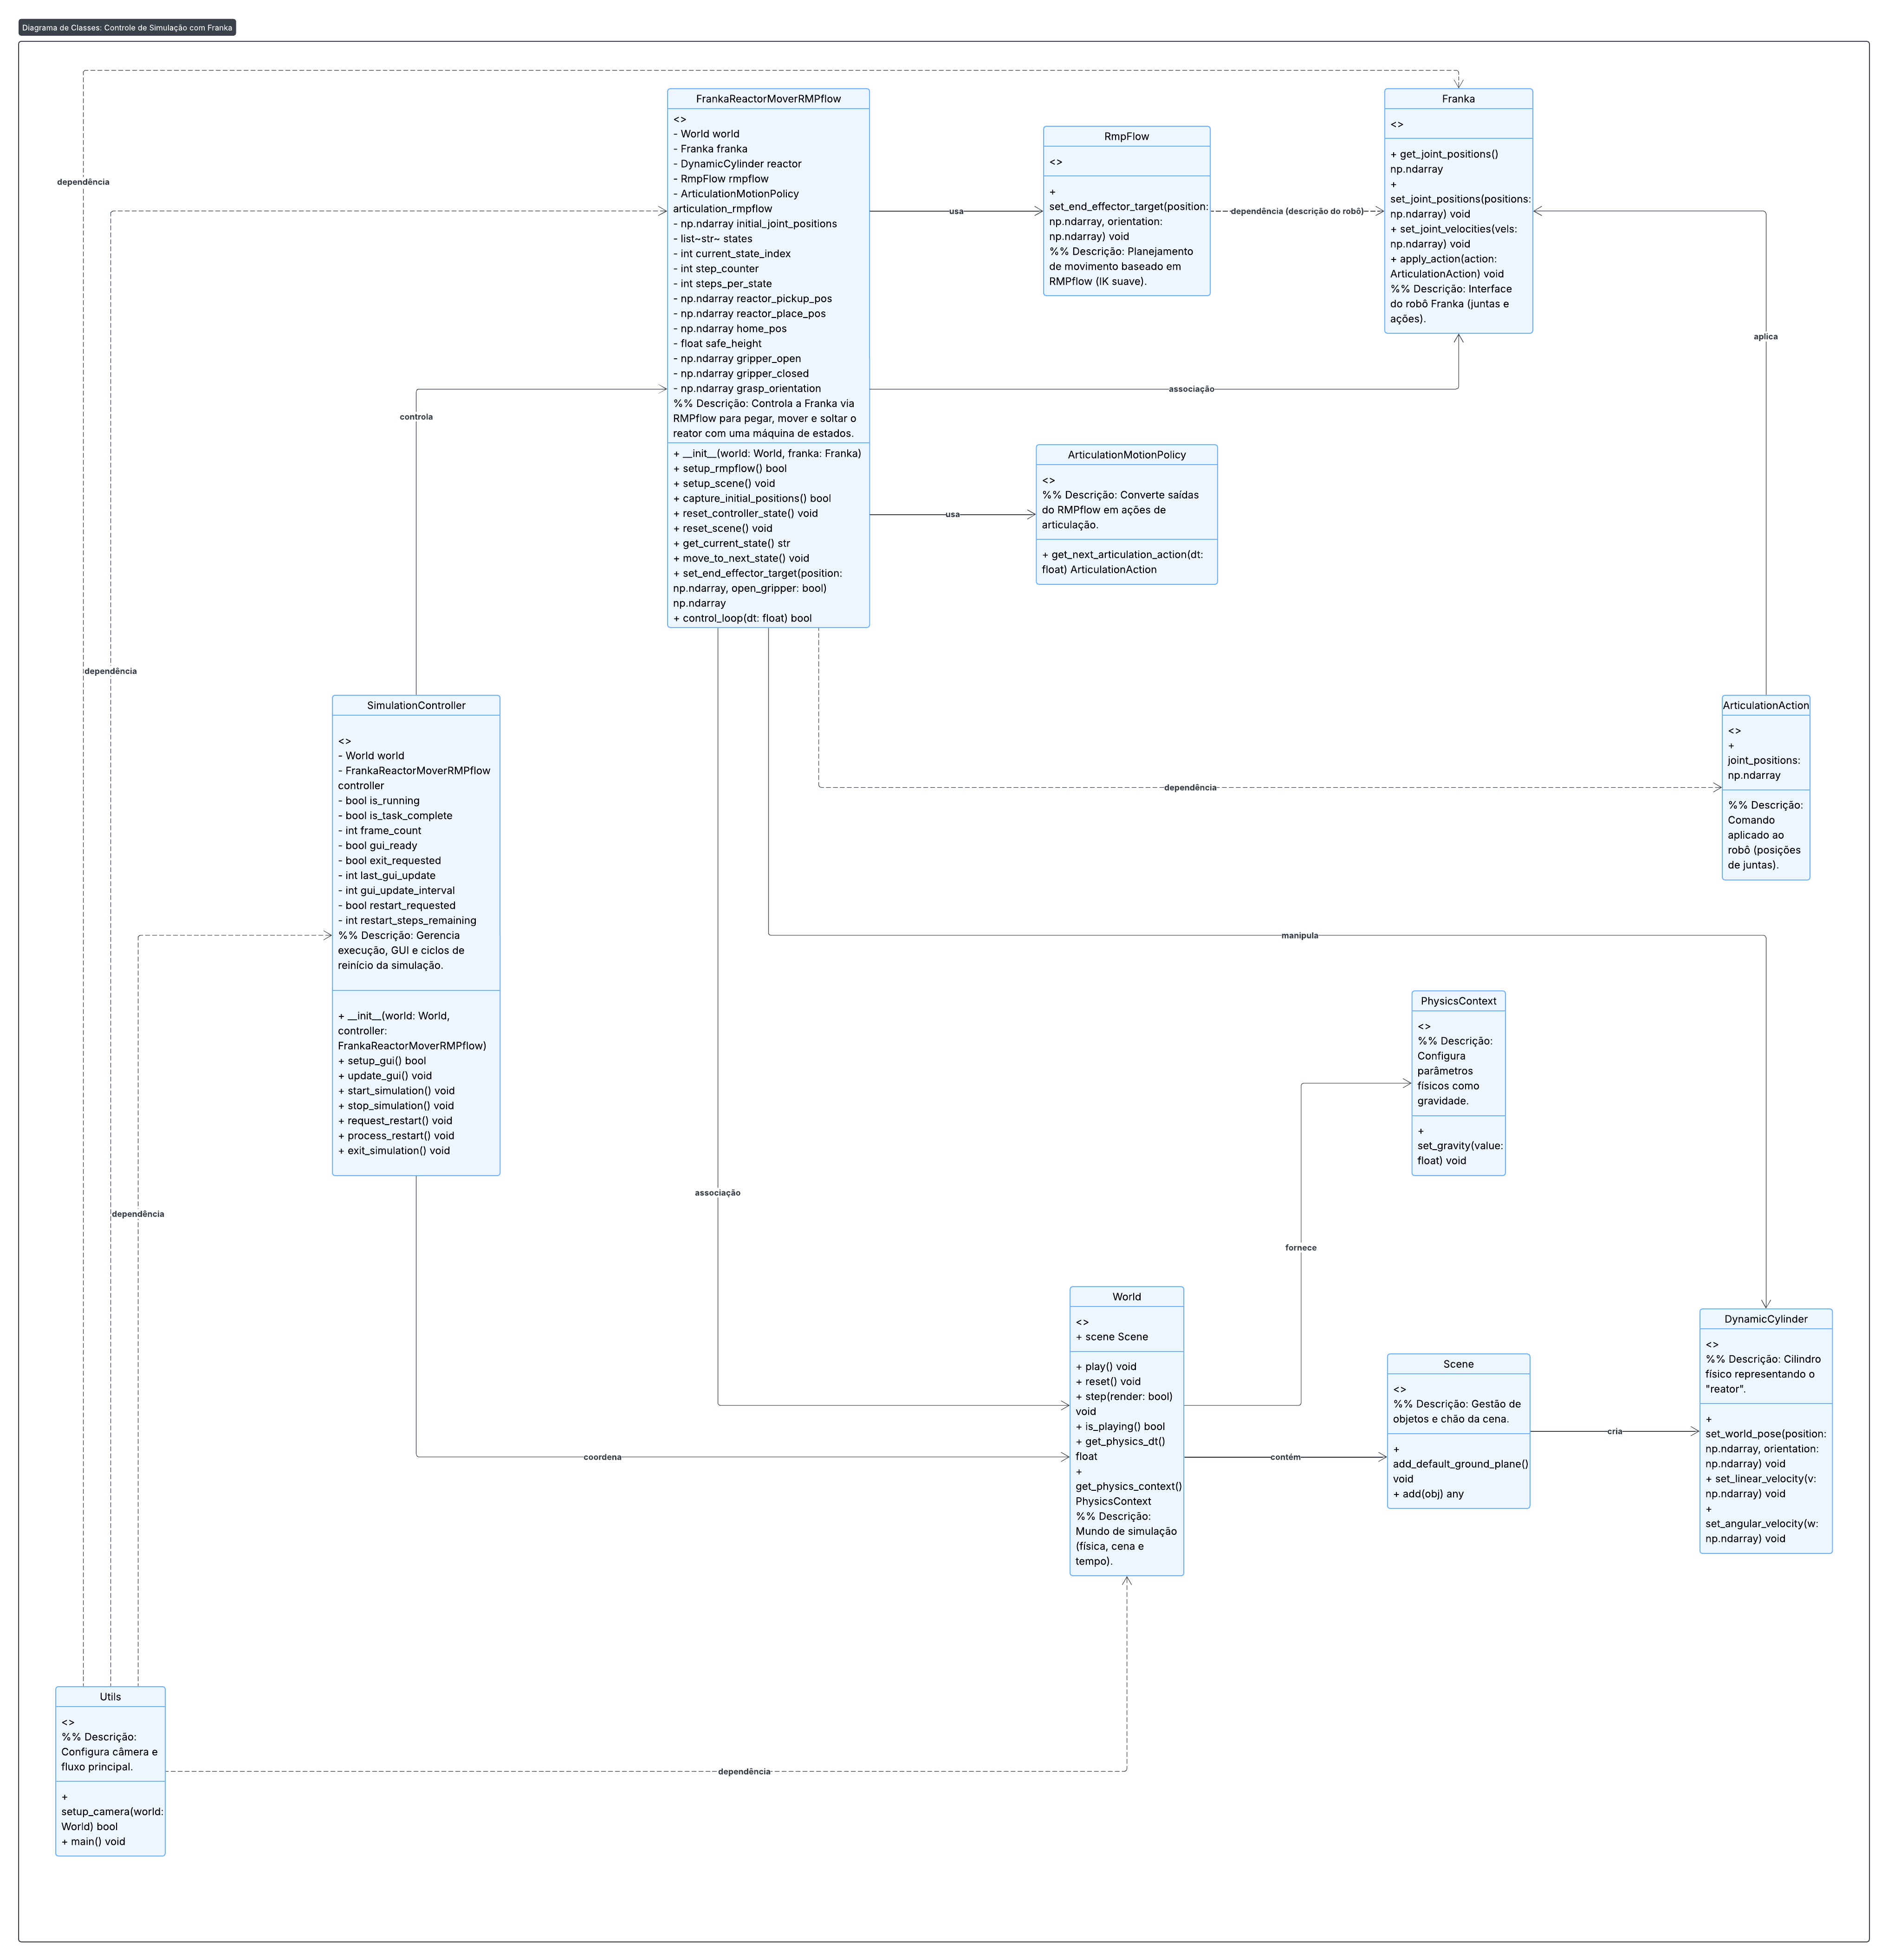 Diagrama de Classes: Controle de Simulação com Franka
FrankaReactorMoverRMPflow
<>
- World world
- Franka franka
- DynamicCylinder reactor
- RmpFlow rmpflow
- ArticulationMotionPolicy
articulation_rmpflow
- np.ndarray initial_joint_positions
- list~str~ states
- int current_state_index
- int step_counter
- int steps_per_state
- np.ndarray reactor_pickup_pos
- np.ndarray reactor_place_pos
- np.ndarray home_pos
- float safe_height
- np.ndarray gripper_open
- np.ndarray gripper_closed
- np.ndarray grasp_orientation
%% Descrição: Controla a Franka via
RMPflow para pegar, mover e soltar o
reator com uma máquina de estados.
+ __init__(world: World, franka: Franka)
+ setup_rmpflow() bool
+ setup_scene() void
+ capture_initial_positions() bool
+ reset_controller_state() void
+ reset_scene() void
+ get_current_state() str
+ move_to_next_state() void
+ set_end_effector_target(position:
np.ndarray, open_gripper: bool)
np.ndarray
+ control_loop(dt: float) bool
RmpFlow
<>
+
set_end_effector_target(position:
np.ndarray, orientation:
np.ndarray) void
%% Descrição: Planejamento
de movimento baseado em
RMPflow (IK suave).
Franka
<>
+ get_joint_positions()
np.ndarray
+
set_joint_positions(positions:
np.ndarray) void
+ set_joint_velocities(vels:
np.ndarray) void
+ apply_action(action:
ArticulationAction) void
%% Descrição: Interface
do robô Franka (juntas e
ações).
dependência
usa
dependência (descrição do robô)
aplica
associação
controla
ArticulationMotionPolicy
<>
%% Descrição: Converte saídas
do RMPflow em ações de
articulação.
+ get_next_articulation_action(dt:
float) ArticulationAction
usa
dependência
SimulationController
<>
- World world
- FrankaReactorMoverRMPflow
controller
- bool is_running
- bool is_task_complete
- int frame_count
- bool gui_ready
- bool exit_requested
- int last_gui_update
- int gui_update_interval
- bool restart_requested
- int restart_steps_remaining
%% Descrição: Gerencia
execução, GUI e ciclos de
reinício da simulação.
+ __init__(world: World,
controller:
FrankaReactorMoverRMPflow)
+ setup_gui() bool
+ update_gui() void
+ start_simulation() void
+ stop_simulation() void
+ request_restart() void
+ process_restart() void
+ exit_simulation() void
ArticulationAction
<>
+
joint_positions:
np.ndarray
%% Descrição:
Comando
aplicado ao
robô (posições
de juntas).
dependência
manipula
PhysicsContext
<>
%% Descrição:
Configura
parâmetros
físicos como
gravidade.
+
set_gravity(value:
float) void
associação
dependência
fornece
World
<>
+ scene Scene
+ play() void
+ reset() void
+ step(render: bool)
void
+ is_playing() bool
+ get_physics_dt()
float
+
get_physics_context()
PhysicsContext
%% Descrição:
Mundo de simulação
(física, cena e
tempo).
Scene
<>
%% Descrição: Gestão de
objetos e chão da cena.
+
add_default_ground_plane()
void
+ add(obj) any
DynamicCylinder
<>
%% Descrição: Cilindro
físico representando o
"reator".
+
set_world_pose(position:
np.ndarray, orientation:
np.ndarray) void
+ set_linear_velocity(v:
np.ndarray) void
+
set_angular_velocity(w:
np.ndarray) void
cria
coordena
contém
Utils
<>
%% Descrição:
Configura câmera e
fluxo principal.
+
setup_camera(world:
World) bool
+ main() void
dependência